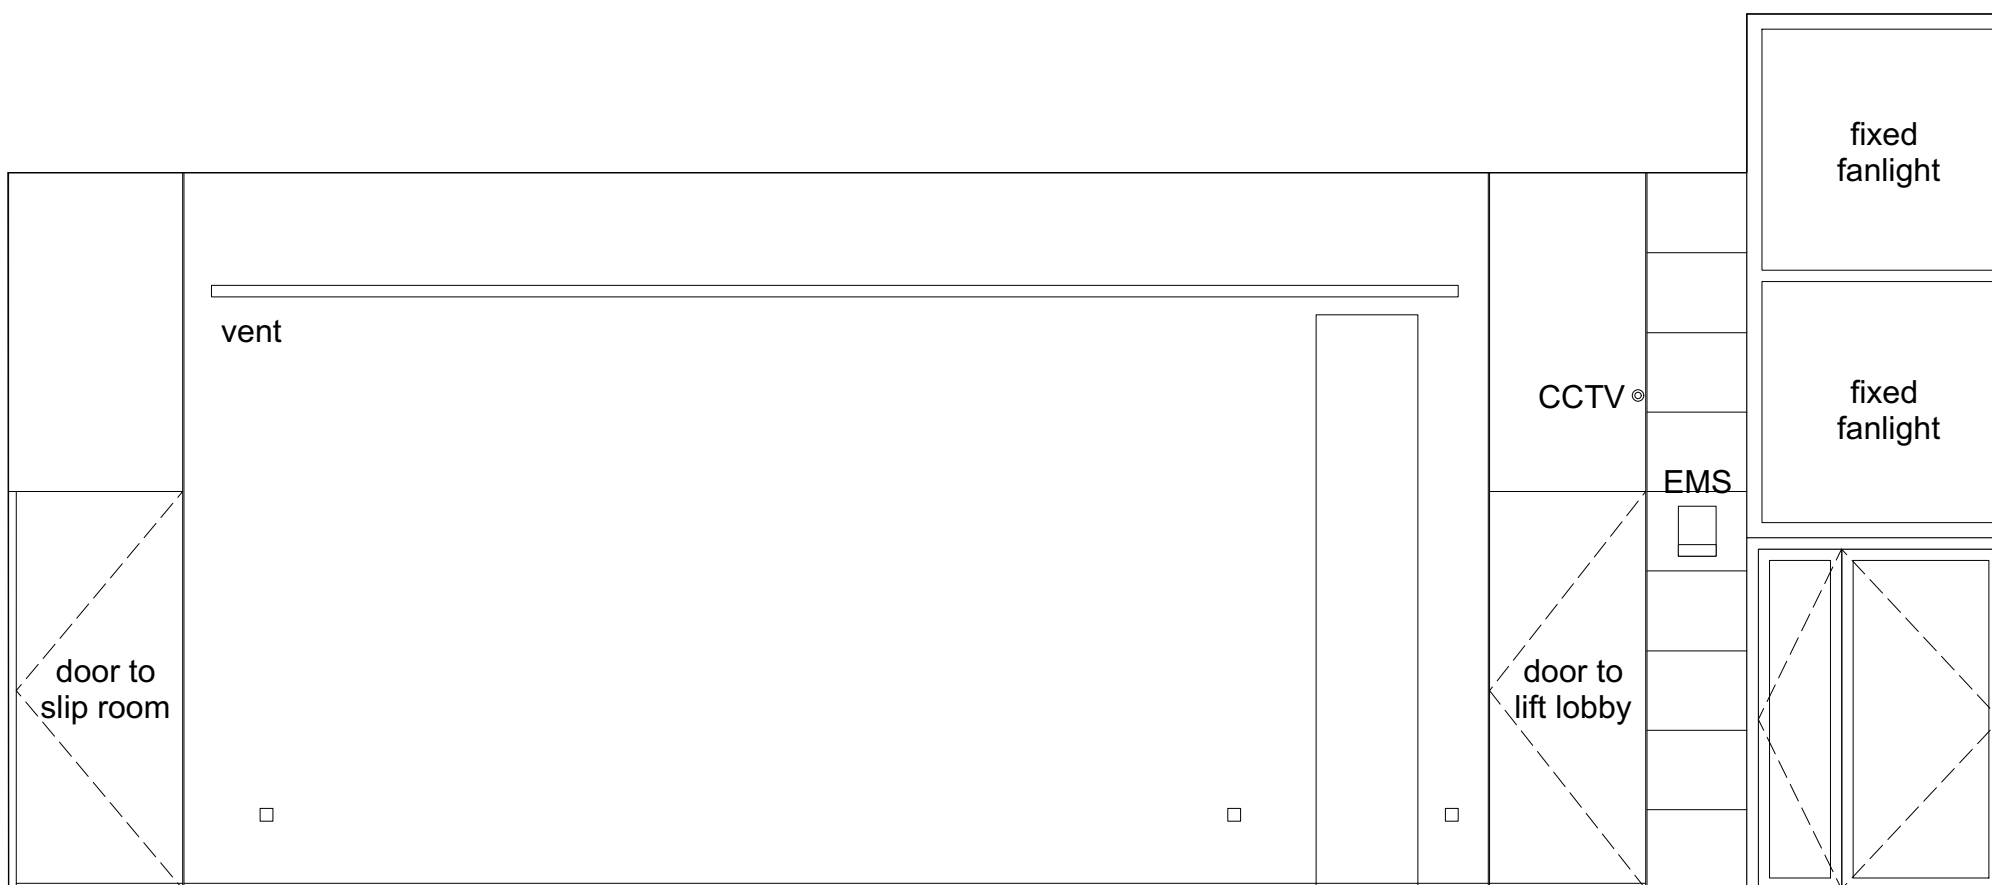 fixed
fanlight
vent
CCTV
fixed
fanlight
EMS
door to
slip room
door to
lift lobby